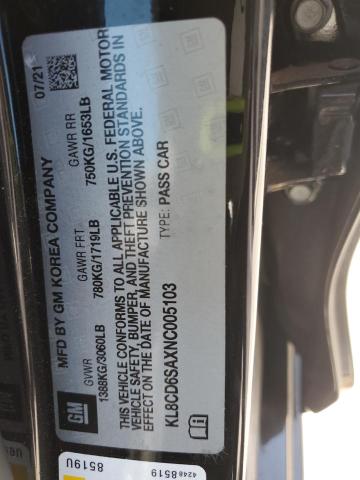 MFD BY GM KOREA COMPANY
07/21
GVWR
GAWR FRT
GAWR RR
1388KG/3060LB
780KG/1719LB
750KG/1653LB
THIS VEHICLE CONFORMS TO ALL APPLICABLE U.S. FEDERAL MOTOR
VEHICLE SAFETY, BUMPER, AND THEFT PREVENTION STANDARDS IN
EFFECT ON THE DATE OF MANUFACTURE SHOWN ABOVE.
KL8CD6SAXNC005103
TYPE: PASS CAR
GM
42488519
8519U